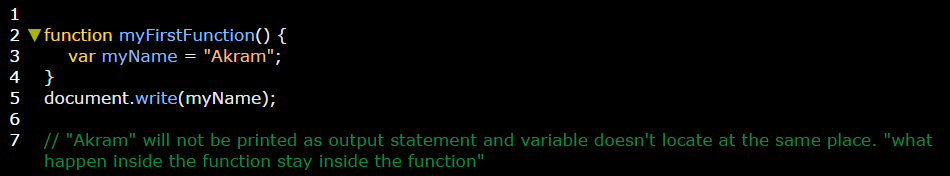 1
2 function myFirstFunction() {
3 var myName = "Akram";
4 }
5 document.write(myName);
6
7 // "Akram" will not be printed as output statement and variable doesn't locate at the same place. "what
happen inside the function stay inside the function"